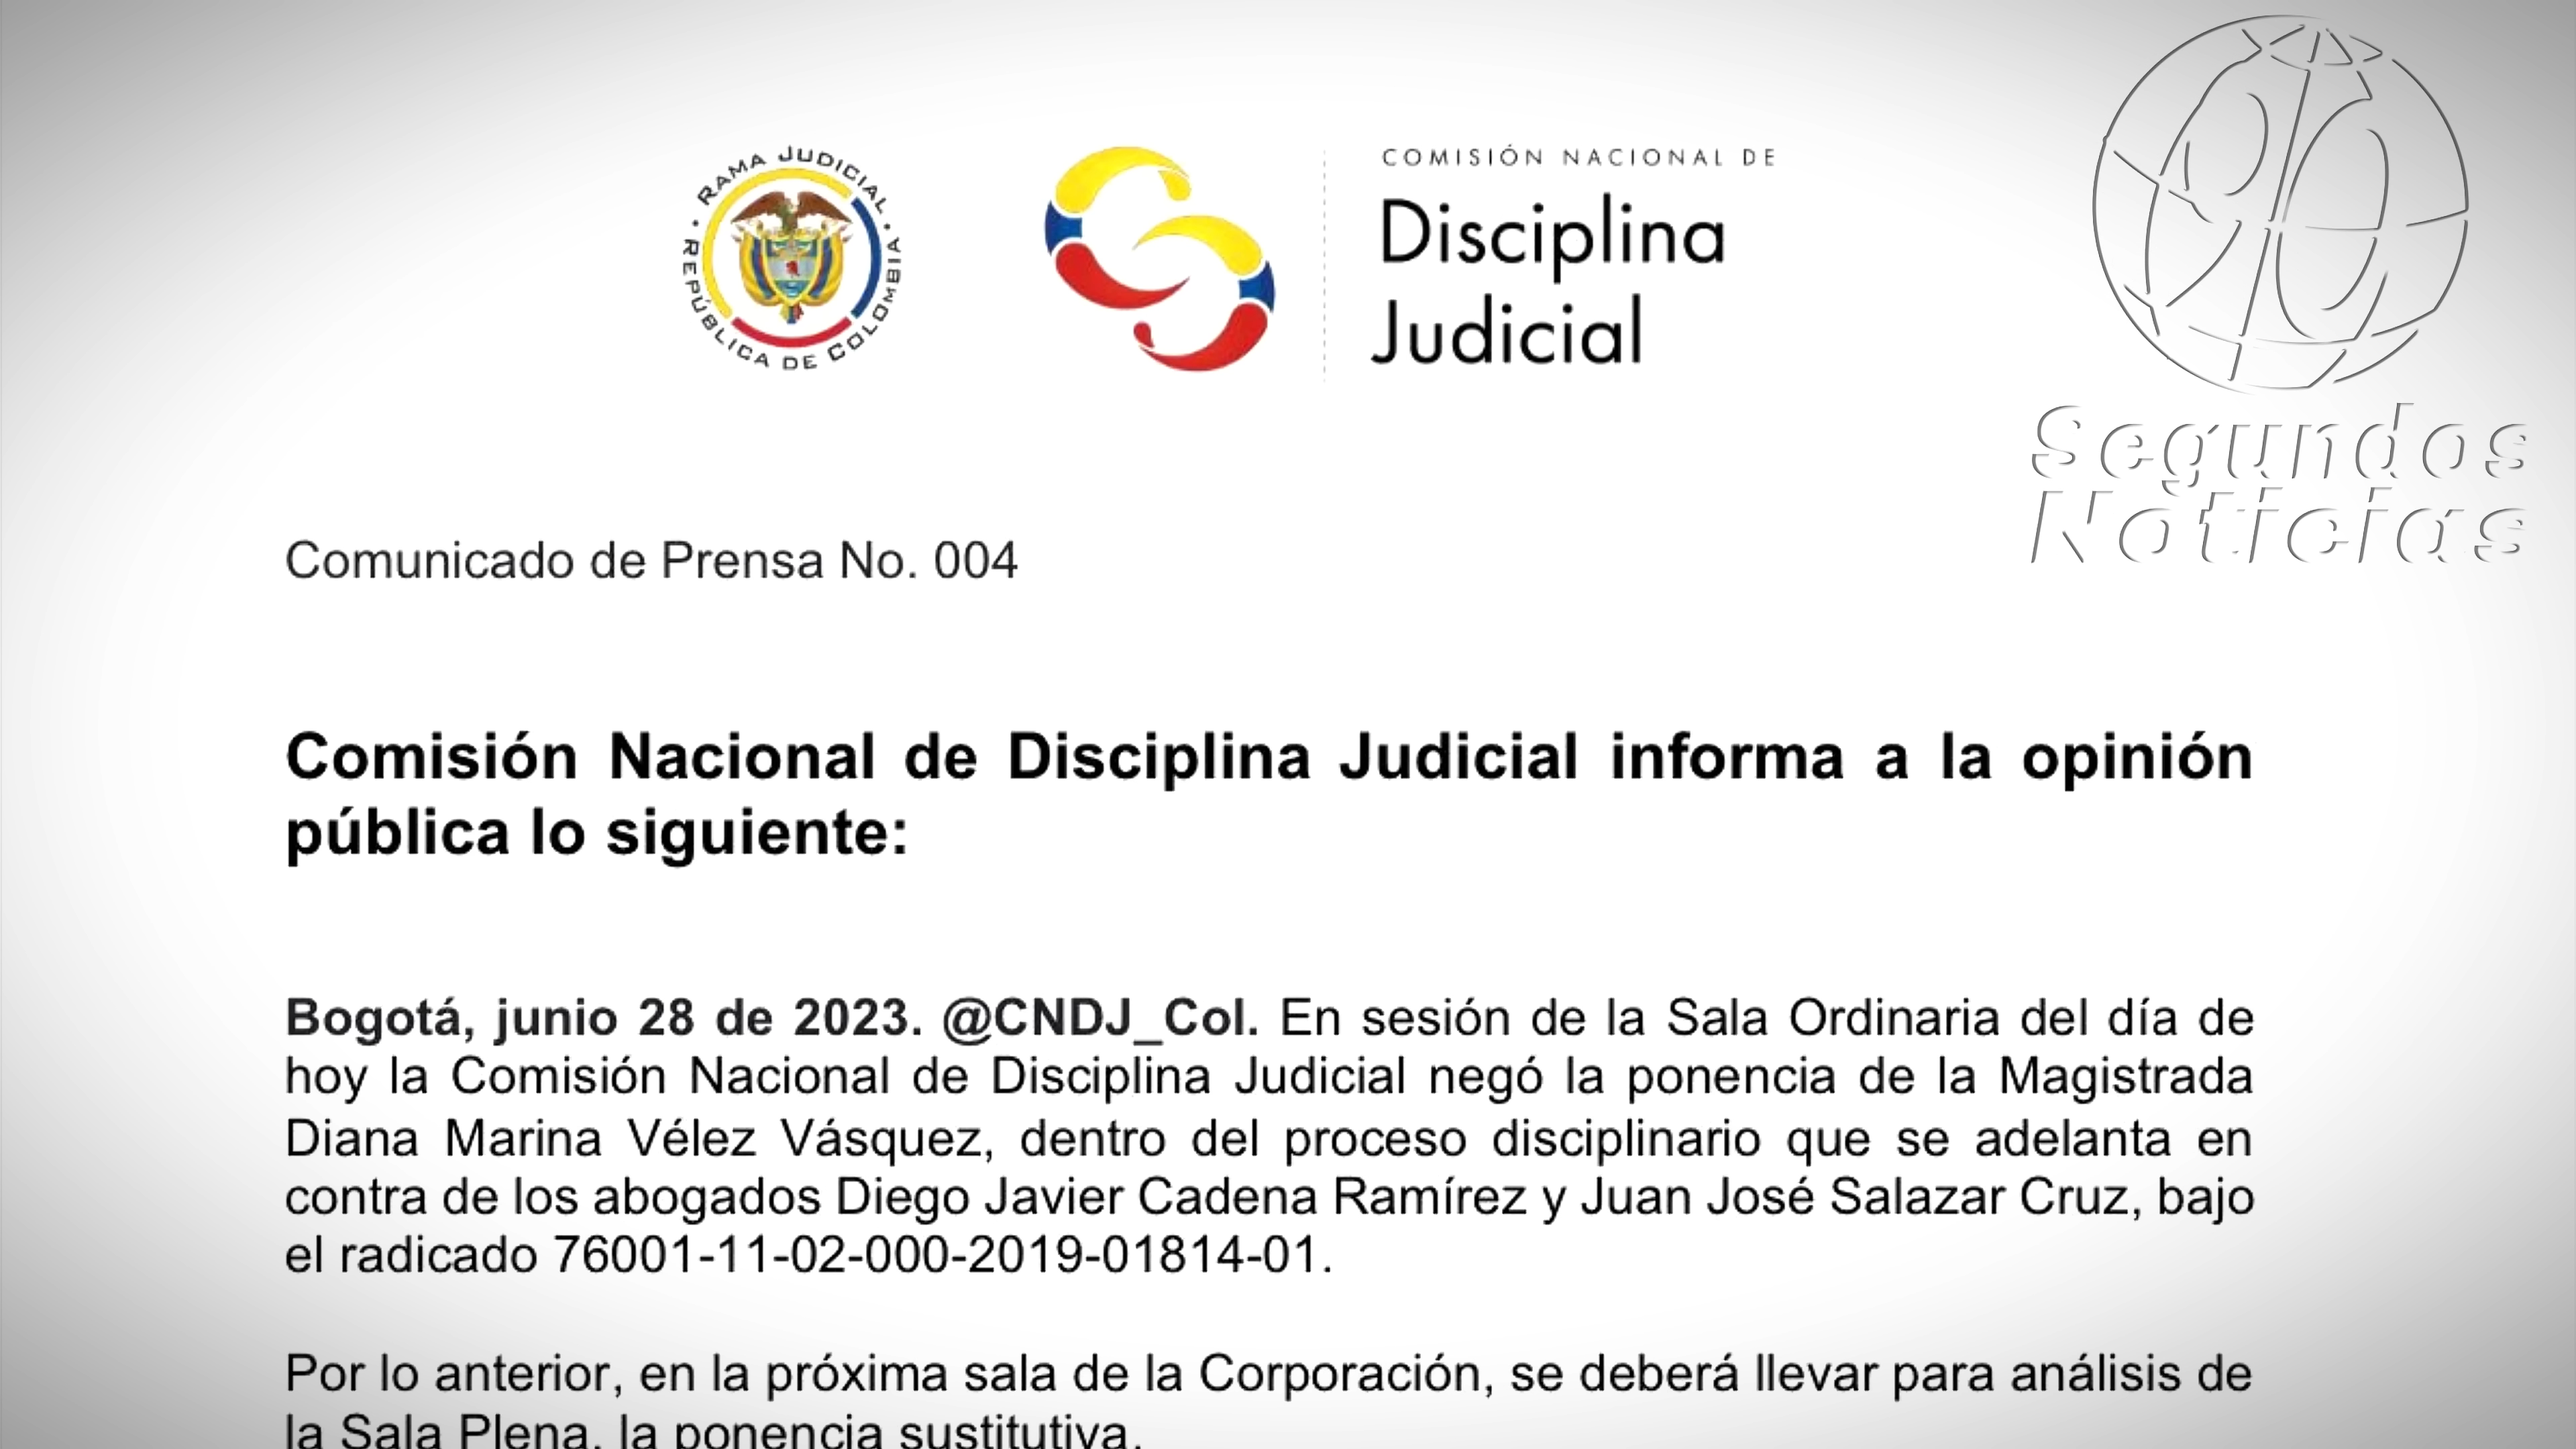 RAMA JUDICIAL
REPÚBLICA DE COLOMBIA
COMISIÓN NACIONAL DE
Disciplina
Judicial
90
Segundos
Noticias
Comunicado de Prensa No. 004
Comisión Nacional de Disciplina Judicial informa a la opinión
pública lo siguiente:
Bogotá, junio 28 de 2023. @CNDJ_Col. En sesión de la Sala Ordinaria del día de
hoy la Comisión Nacional de Disciplina Judicial negó la ponencia de la Magistrada
Diana Marina Vélez Vásquez, dentro del proceso disciplinario que se adelanta en
contra de los abogados Diego Javier Cadena Ramírez y Juan José Salazar Cruz, bajo
el radicado 76001-11-02-000-2019-01814-01.
Por lo anterior, en la próxima sala de la Corporación, se deberá llevar para análisis de
la Sala Plena, la ponencia sustitutiva.